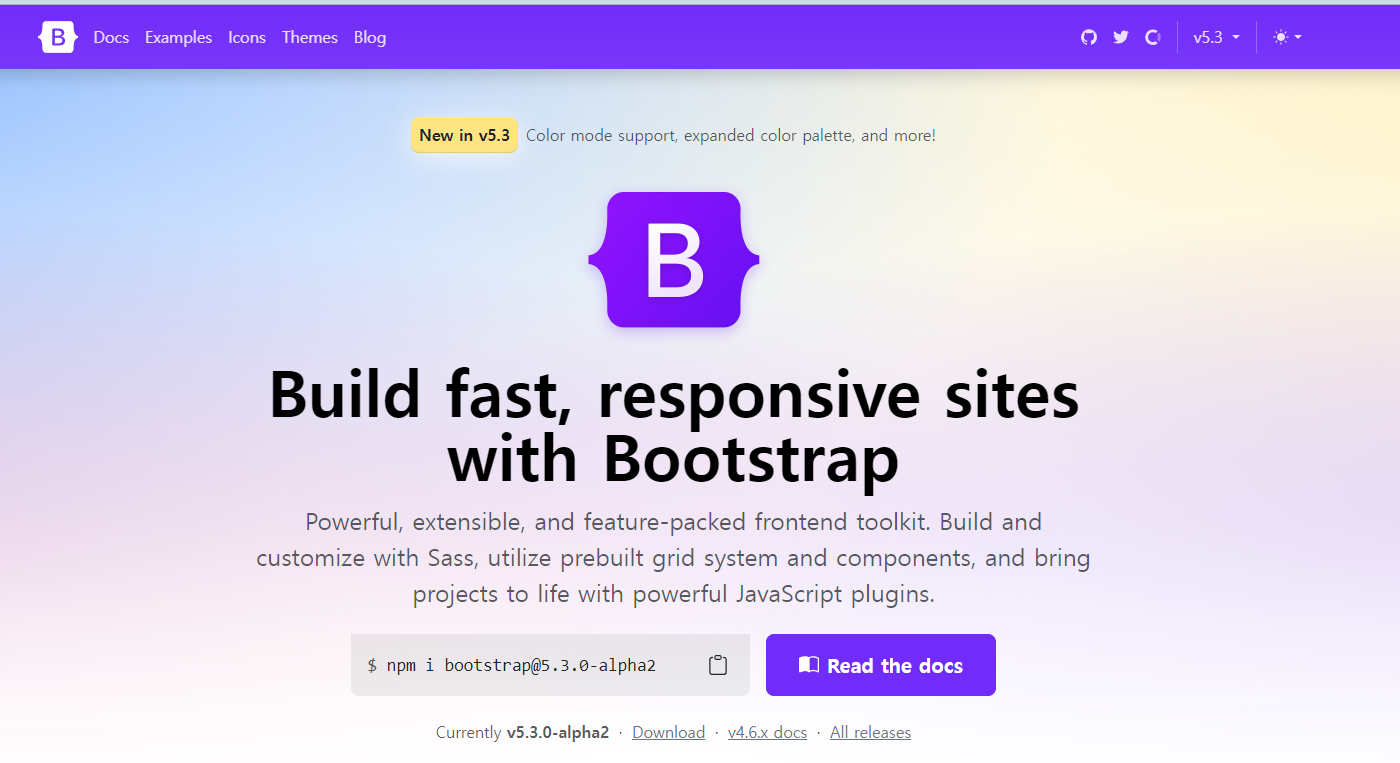 B Docs Examples Icons Themes Blog v5.3
New in v5.3 Color mode support, expanded color palette, and more!
B
Build fast, responsive sites
with Bootstrap
Powerful, extensible, and feature-packed frontend toolkit. Build and
customize with Sass, utilize prebuilt grid system and components, and bring
projects to life with powerful JavaScript plugins.
$ npm i bootstrap@5.3.0-alpha2 Read the docs
Currently v5.3.0-alpha2 · Download · v4.6.x docs · All releases